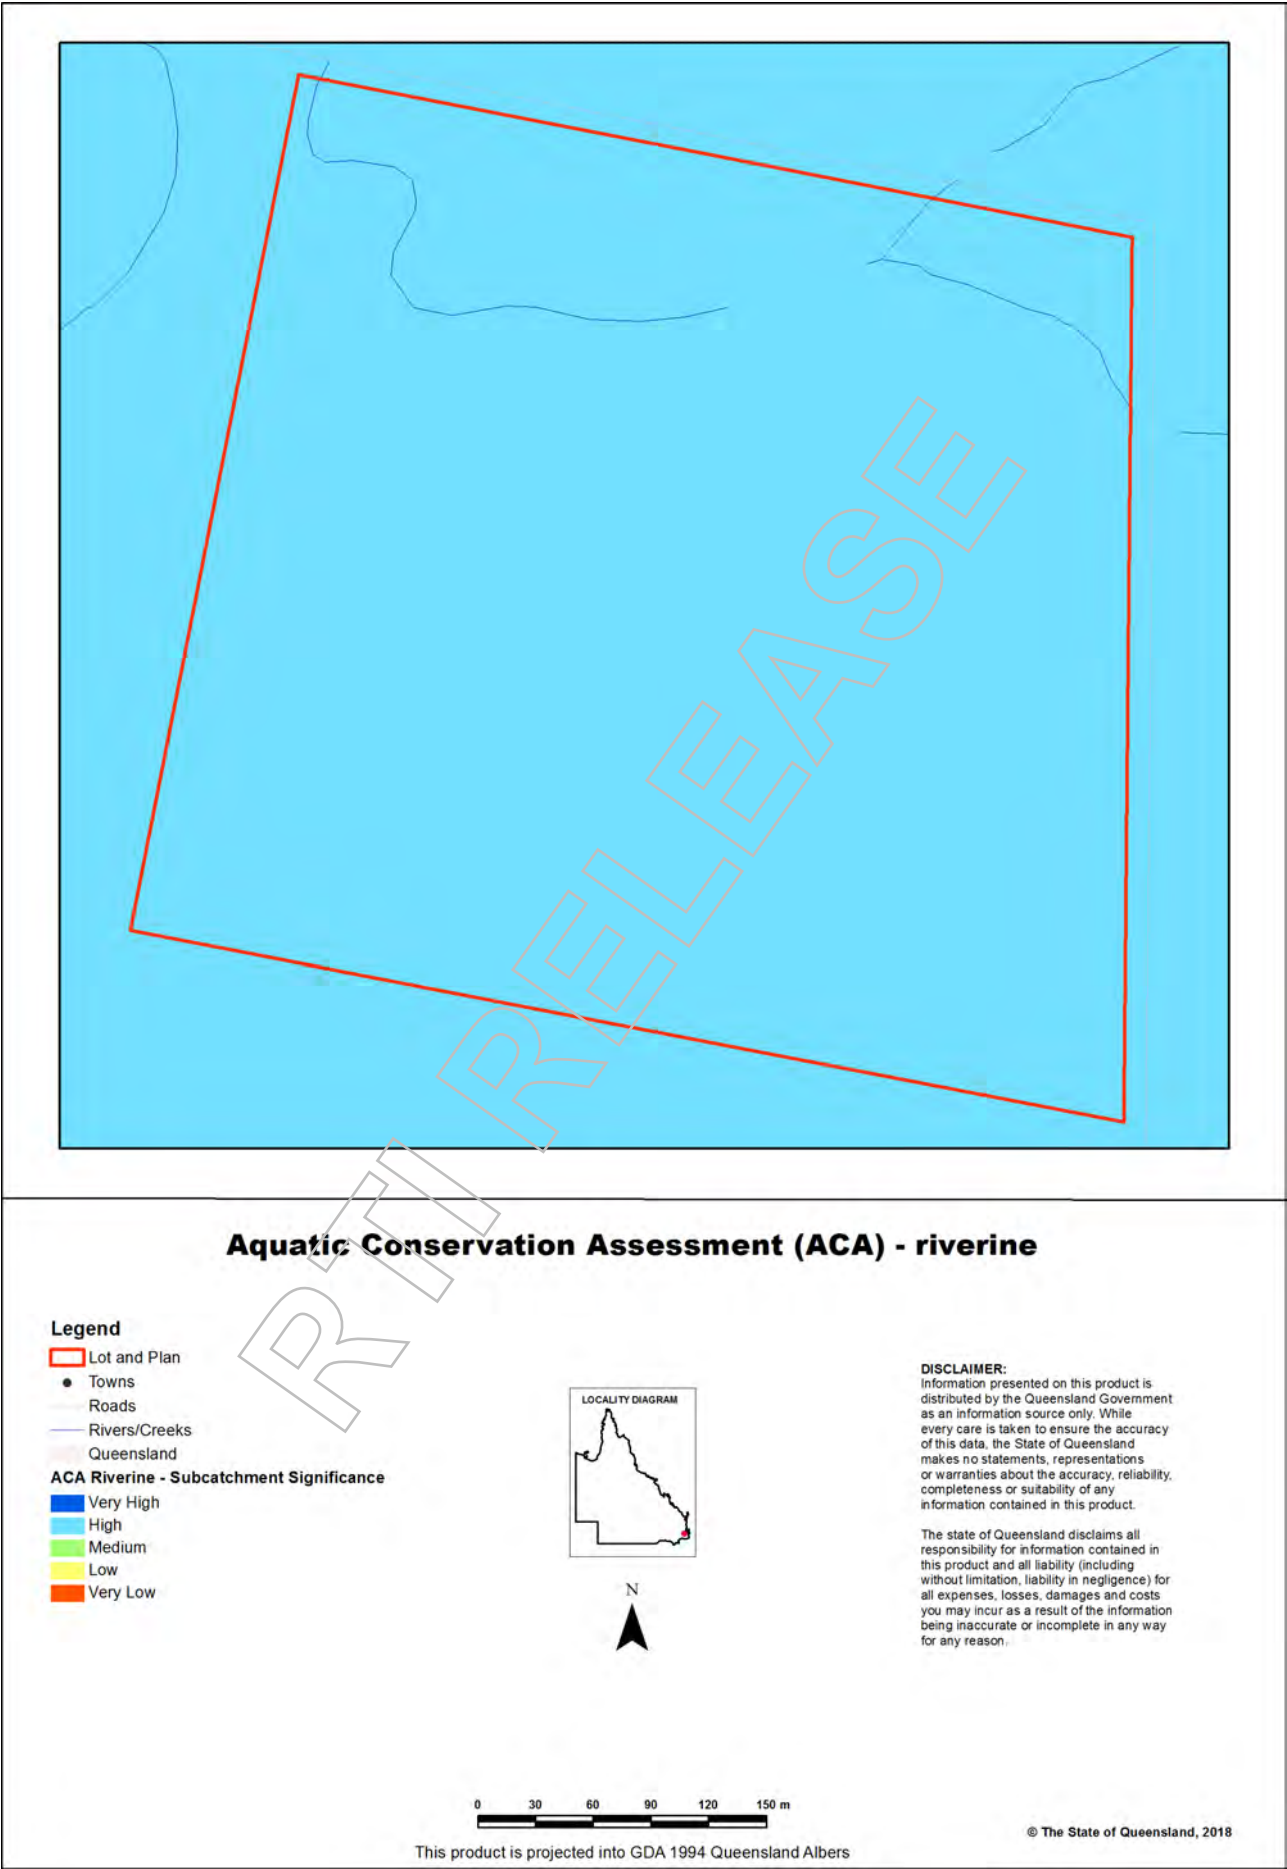 RTI RELEASE
Aquatic Conservation Assessment (ACA) - riverine
Legend
Lot and Plan
Towns
Roads
Rivers/Creeks
Queensland
ACA Riverine - Subcatchment Significance
Very High
High
Medium
Low
Very Low
LOCALITY DIAGRAM
N
DISCLAIMER:
Information presented on this product is
distributed by the Queensland Government
as an information source only. While
every care is taken to ensure the accuracy
of this data, the State of Queensland
makes no statements, representations
or warranties about the accuracy, reliability,
completeness or suitability of any
information contained in this product.
The state of Queensland disclaims all
responsibility for information contained in
this product and all liability (including
without limitation, liability in negligence) for
all expenses, losses, damages and costs
you may incur as a result of the information
being inaccurate or incomplete in any way
for any reason.
0 30 60 90 120 150 m
This product is projected into GDA 1994 Queensland Albers
© The State of Queensland, 2018